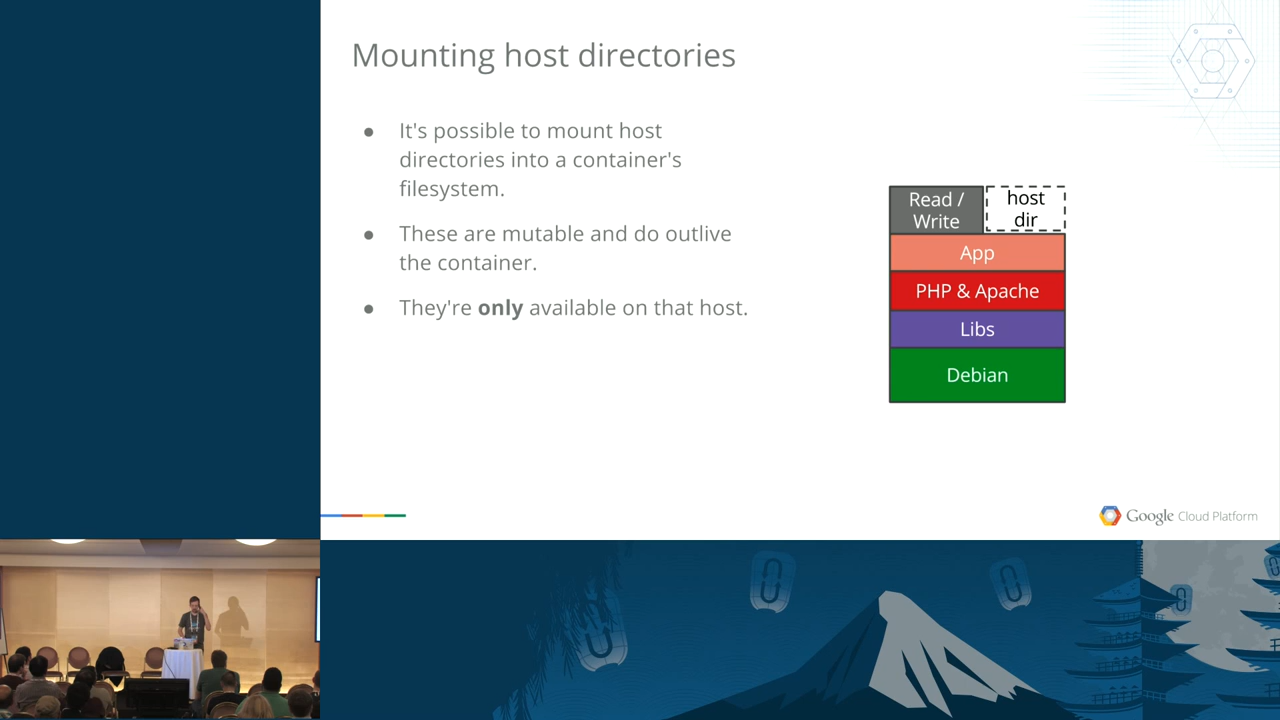 Mounting host directories
● It's possible to mount host
directories into a container's
filesystem.
● These are mutable and do outlive
the container.
● They're only available on that host.
Read /
Write
host
dir
App
PHP & Apache
Libs
Debian
Google Cloud Platform